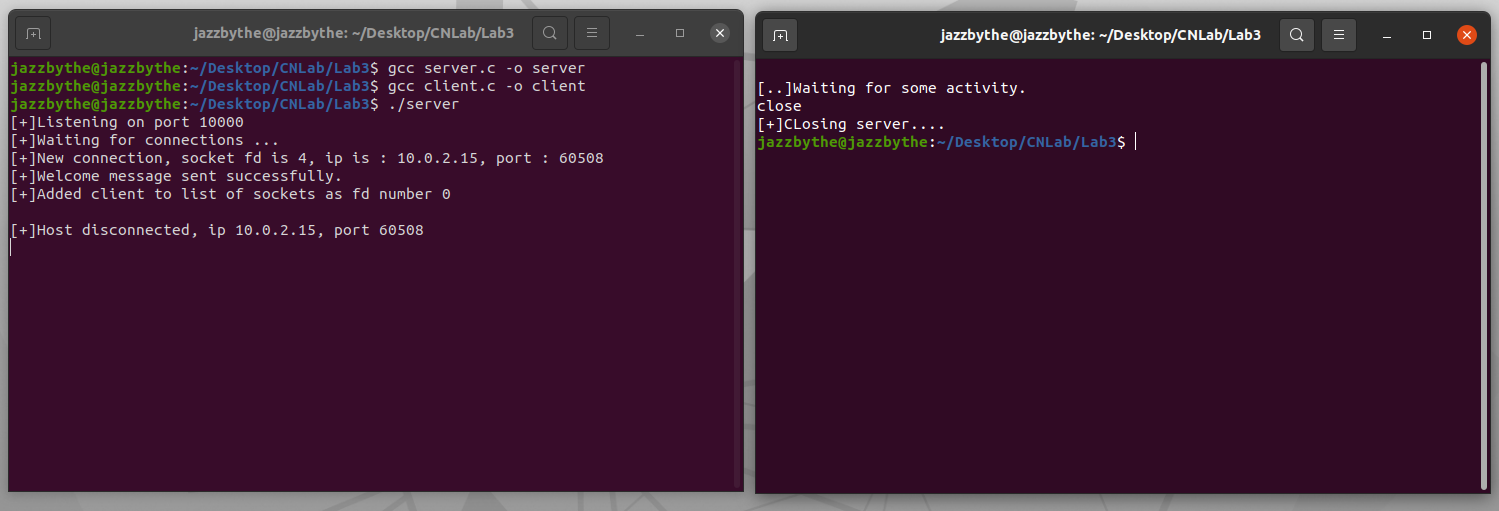 jazzbythe@jazzbythe: ~/Desktop/CNLab/Lab3
jazzbythe@jazzbythe:~/Desktop/CNLab/Lab3$ gcc server.c -o server
jazzbythe@jazzbythe:~/Desktop/CNLab/Lab3$ gcc client.c -o client
jazzbythe@jazzbythe:~/Desktop/CNLab/Lab3$ ./server
[+]Listening on port 10000
[+]Waiting for connections ...
[+]New connection, socket fd is 4, ip is : 10.0.2.15, port : 60508
[+]Welcome message sent successfully.
[+]Added client to list of sockets as fd number 0
[+]Host disconnected, ip 10.0.2.15, port 60508
jazzbythe@jazzbythe: ~/Desktop/CNLab/Lab3
[..]Waiting for some activity.
close
[+]CLosing server....
jazzbythe@jazzbythe:~/Desktop/CNLab/Lab3$